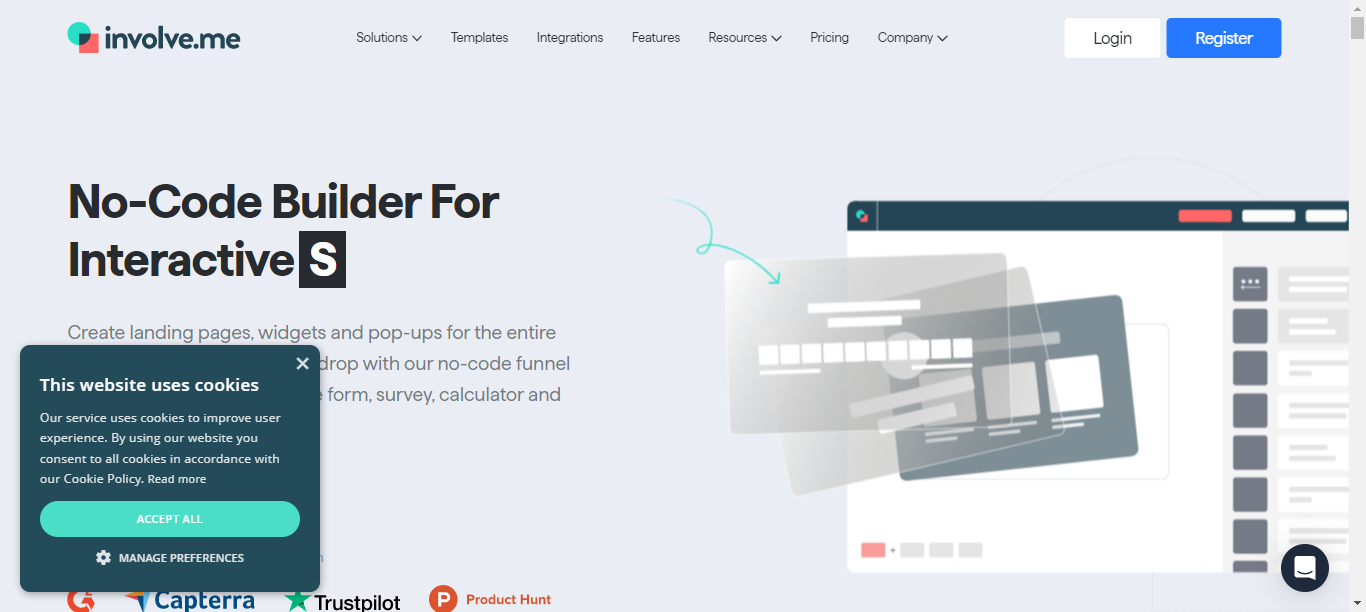 involve.me
Solutions
Templates
Integrations
Features
Resources
Pricing
Company
Login
Register
No-Code Builder For
Interactive S
Create landing pages, widgets and pop-ups for the entire
drop with our no-code funnel
form, survey, calculator and
This website uses cookies
Our service uses cookies to improve user
experience. By using our website you
consent to all cookies in accordance with
our Cookie Policy. Read more
ACCEPT ALL
MANAGE PREFERENCES
G2
Capterra
Trustpilot
P Product Hunt